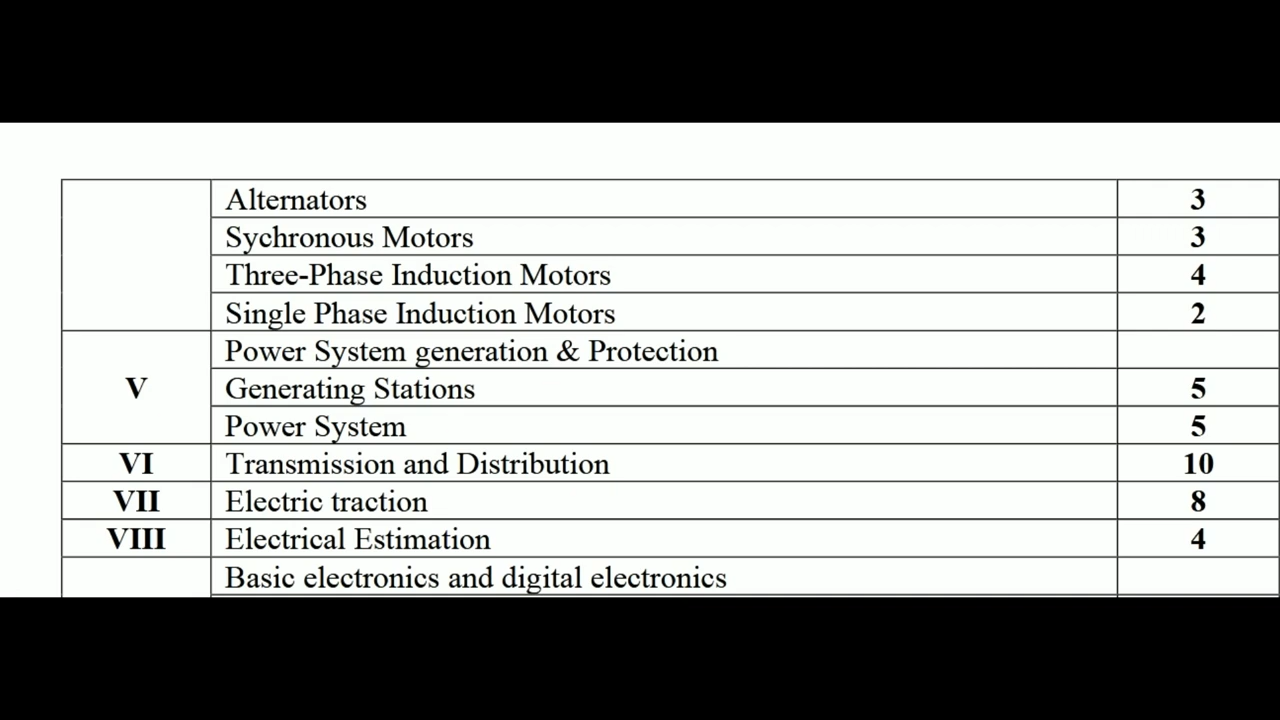 Alternators 3
Sychronous Motors 3
Three-Phase Induction Motors 4
Single Phase Induction Motors 2
Power System generation & Protection
V Generating Stations 5
Power System 5
VI Transmission and Distribution 10
VII Electric traction 8
VIII Electrical Estimation 4
Basic electronics and digital electronics